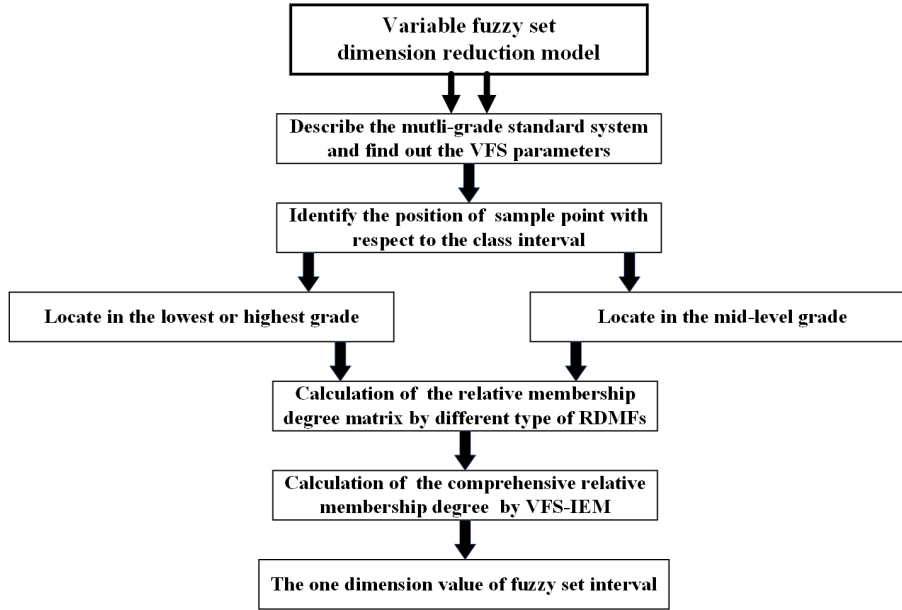 Variable fuzzy set
dimension reduction model
Describe the mutli-grade standard system
and find out the VFS parameters
Identify the position of sample point with
respect to the class interval
Locate in the lowest or highest grade
Locate in the mid-level grade
Calculation of the relative membership
degree matrix by different type of RDMFs
Calculation of the comprehensive relative
membership degree by VFS-IEM
The one dimension value of fuzzy set interval